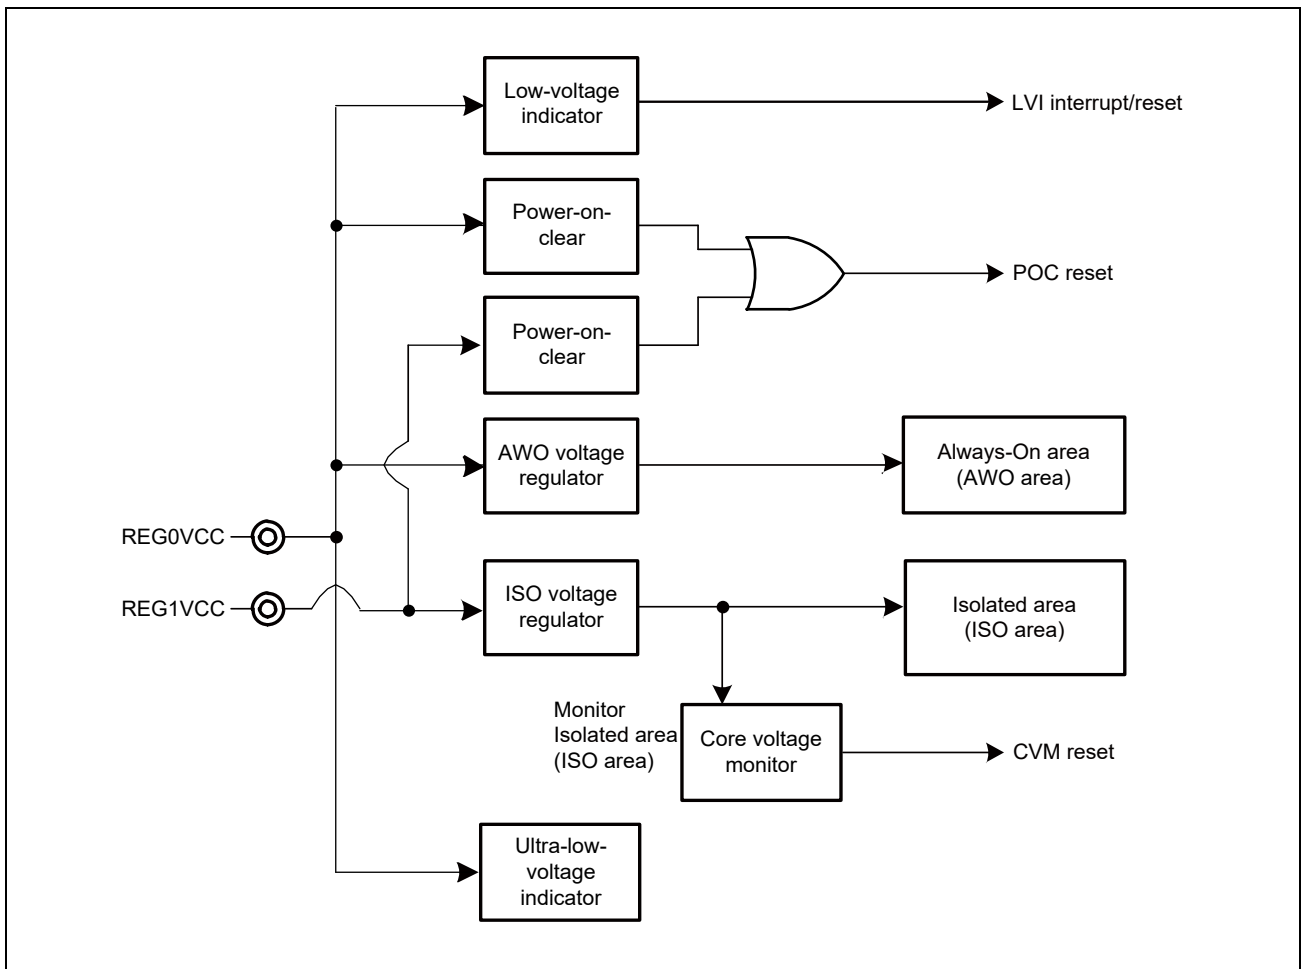 Low-voltage
indicator
LVI interrupt/reset
Power-on-
clear
POC reset
Power-on-
clear
AWO voltage
regulator
Always-On area
(AWO area)
REG0VCC
REG1VCC
ISO voltage
regulator
Isolated area
(ISO area)
Monitor
Isolated area
(ISO area)
Core voltage
monitor
CVM reset
Ultra-low-
voltage
indicator